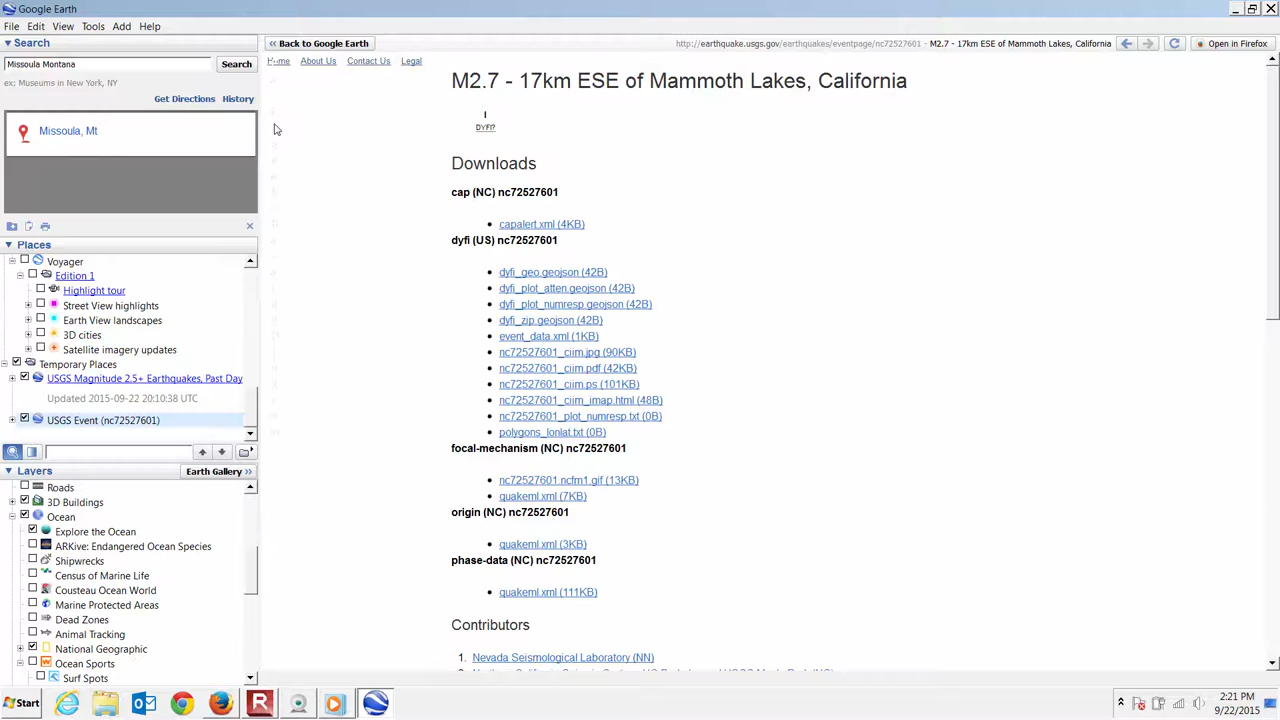 Google Earth
File Edit View Tools Add Help
Search
Missoula Montana
Search
ex: Museums in New York, NY
Get Directions History
Missoula, Mt
Places
Voyager
Edition 1
Highlight tour
Street View highlights
Earth View landscapes
3D cities
Satellite imagery updates
Temporary Places
USGS Magnitude 2.5+ Earthquakes, Past Day
Updated 2015-09-22 20:10:38 UTC
USGS Event (nc72527601)
Layers
Earth Gallery >>
Roads
3D Buildings
Ocean
Explore the Ocean
ARKive: Endangered Ocean Species
Shipwrecks
Census of Marine Life
Cousteau Ocean World
Marine Protected Areas
Dead Zones
Animal Tracking
National Geographic
Ocean Sports
Surf Spots
<< Back to Google Earth
http://earthquake.usgs.gov/earthquakes/eventpage/nc72527601 - M2.7 - 17km ESE of Mammoth Lakes, California
Open in Firefox
Home About Us Contact Us Legal
M2.7 - 17km ESE of Mammoth Lakes, California
I
DYFI?
Downloads
cap (NC) nc72527601
capalert.xml (4KB)
dyfi (US) nc72527601
dyfi_geo.geojson (42B)
dyfi_plot_atten.geojson (42B)
dyfi_plot_numresp.geojson (42B)
dyfi_zip.geojson (42B)
event_data.xml (1KB)
nc72527601_ciim.jpg (90KB)
nc72527601_ciim.pdf (42KB)
nc72527601_ciim.ps (101KB)
nc72527601_ciim_imap.html (48B)
nc72527601_plot_numresp.txt (0B)
polygons_lonlat.txt (0B)
focal-mechanism (NC) nc72527601
nc72527601.ncfm1.gif (13KB)
quakeml.xml (7KB)
origin (NC) nc72527601
quakeml.xml (3KB)
phase-data (NC) nc72527601
quakeml.xml (111KB)
Contributors
1. Nevada Seismological Laboratory (NN)
Start
2:21 PM
9/22/2015